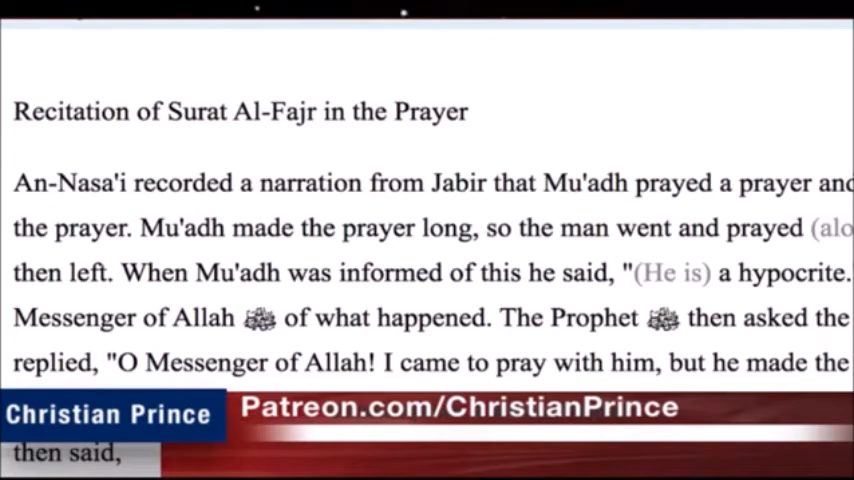 Recitation of Surat Al-Fajr in the Prayer
An-Nasa'i recorded a narration from Jabir that Mu'adh prayed a prayer and
the prayer. Mu'adh made the prayer long, so the man went and prayed (alo
then left. When Mu'adh was informed of this he said, "(He is) a hypocrite.
Messenger of Allah ﷺ of what happened. The Prophet ﷺ then asked the
replied, "O Messenger of Allah! I came to pray with him, but he made the
Christian Prince
Patreon.com/ChristianPrince
then said,